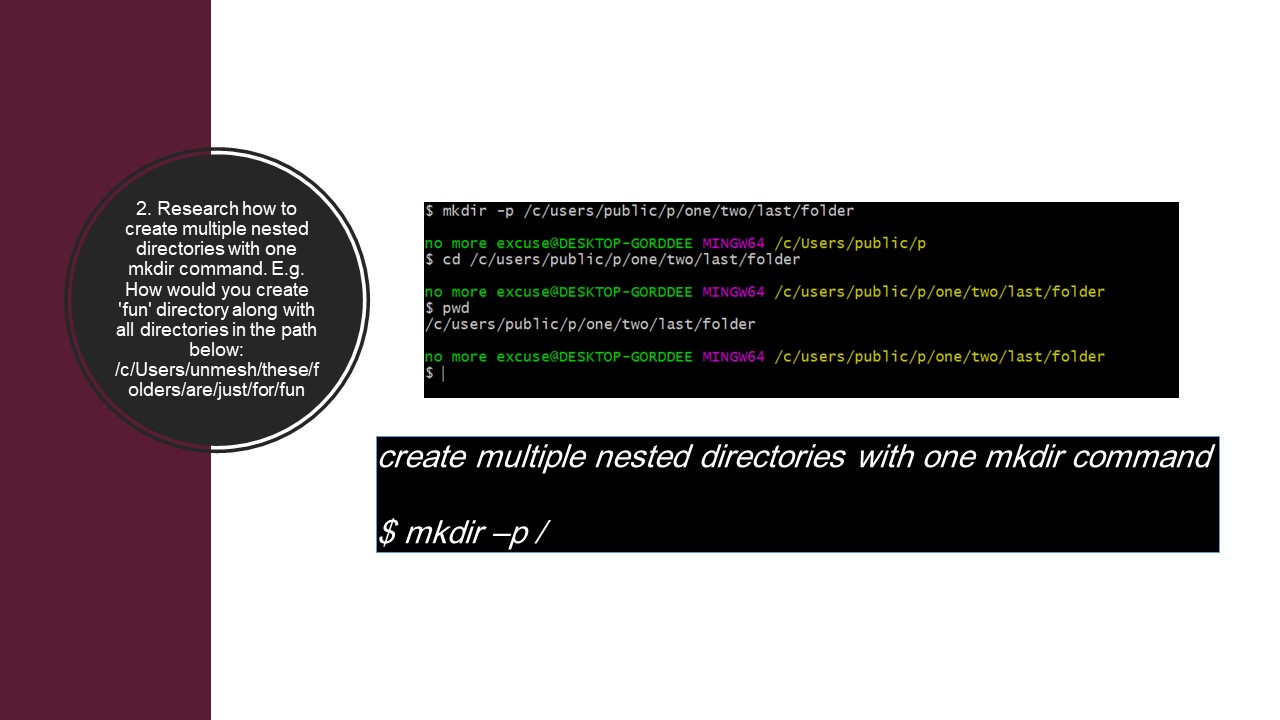 2. Research how to
create multiple nested
directories with one
mkdir command. E.g.
How would you create
'fun' directory along with
all directories in the path
below:
/c/Users/unmesh/these/f
olders/are/just/for/fun
$ mkdir -p /c/users/public/p/one/two/last/folder
no more excuse@DESKTOP-GORDDEE MINGW64 /c/Users/public/p
$ cd /c/users/public/p/one/two/last/folder
no more excuse@DESKTOP-GORDDEE MINGW64 /c/users/public/p/one/two/last/folder
$ pwd
/c/users/public/p/one/two/last/folder
no more excuse@DESKTOP-GORDDEE MINGW64 /c/users/public/p/one/two/last/folder
$
create multiple nested directories with one mkdir command
$ mkdir –p /